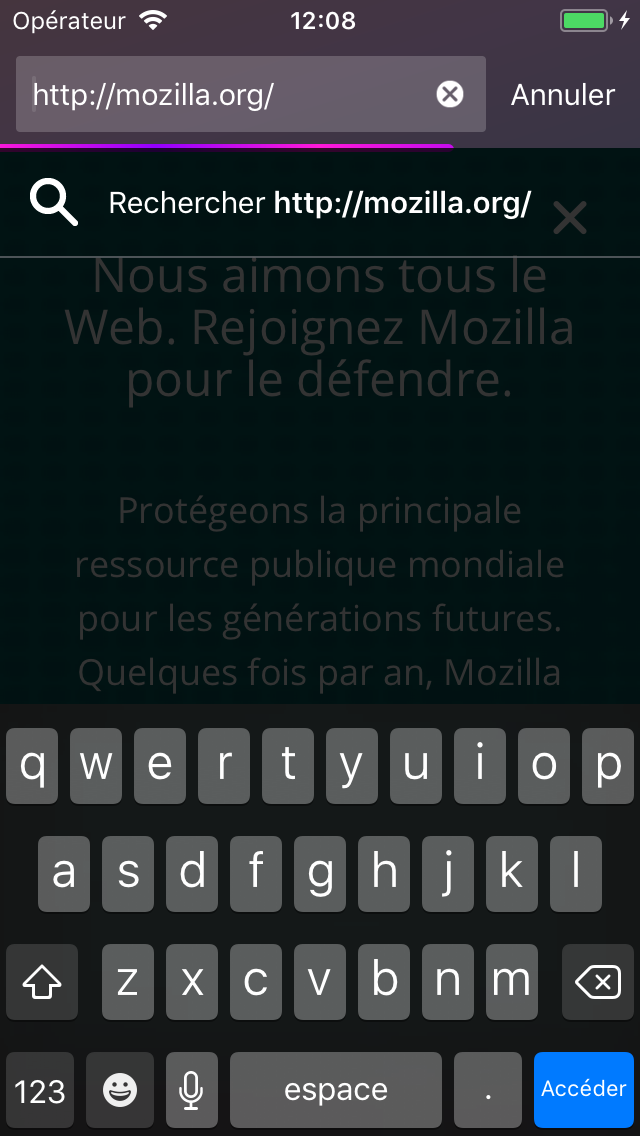 Opérateur 12:08
http://mozilla.org/ Annuler
Rechercher http://mozilla.org/
Nous aimons tous le
Web. Rejoignez Mozilla
pour le défendre.
Protégeons la principale
ressource publique mondiale
pour les générations futures.
Quelques fois par an, Mozilla
q w e r t y u i o p
a s d f g h j k l
z x c v b n m
123 espace . Accéder